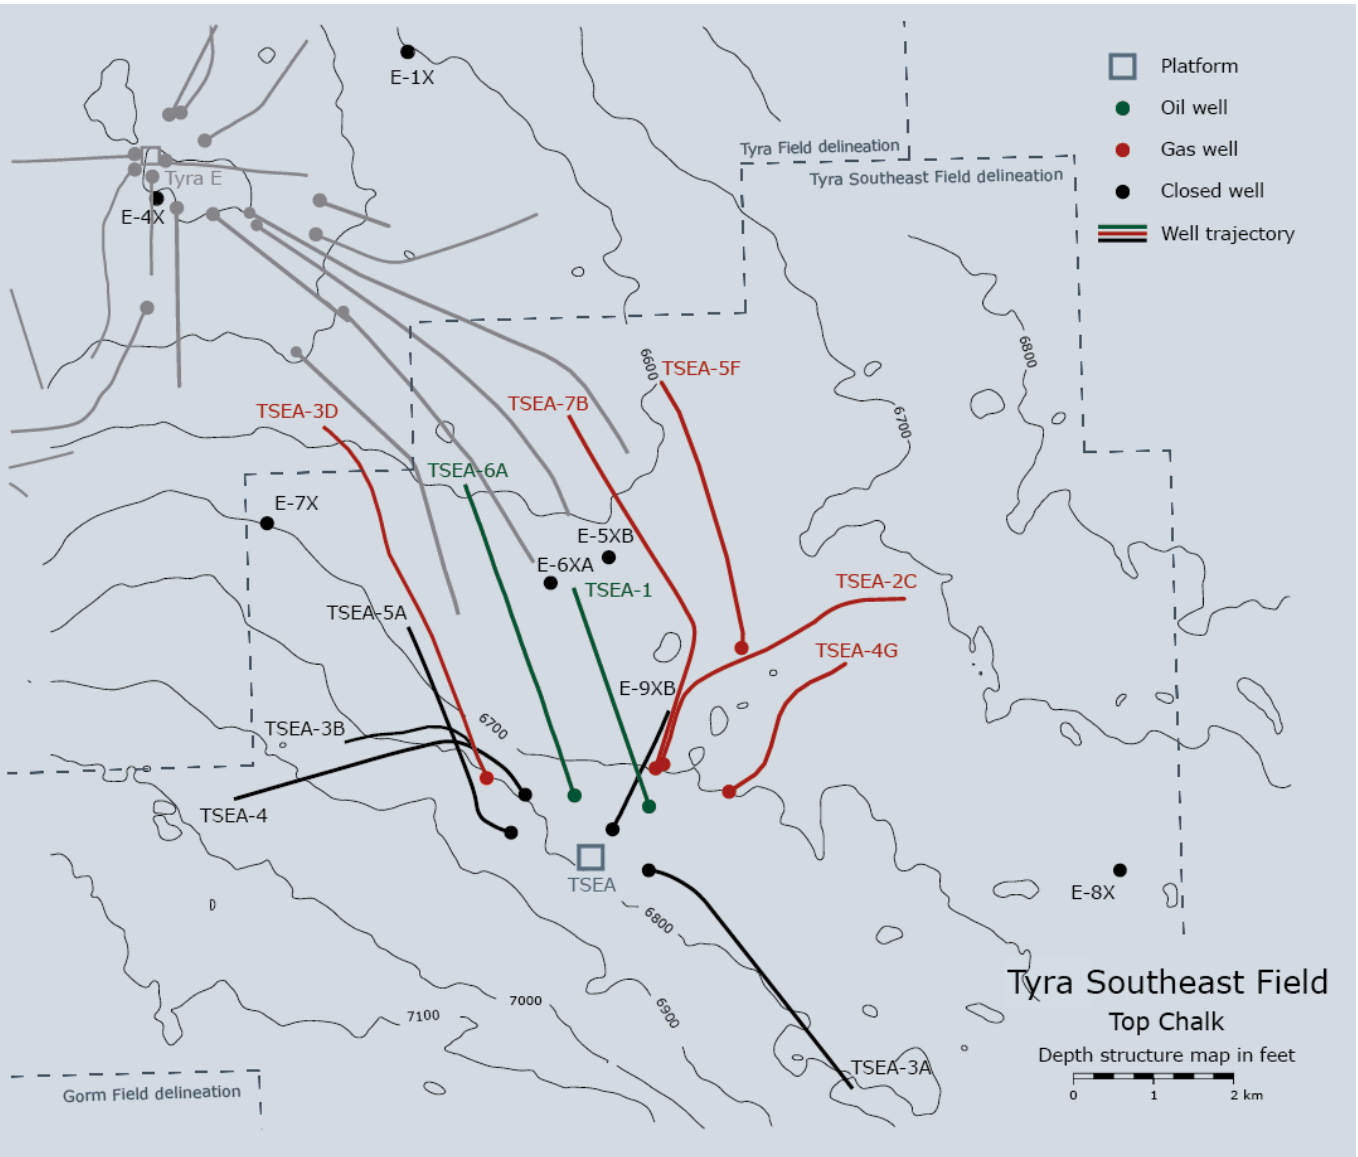 E-1X
Platform
Oil well
Gas well
Closed well
Well trajectory
Tyra Field delineation
Tyra Southeast Field delineation
Tyra E
E-4X
6600
6800
TSEA-5F
TSEA-3D
TSEA-7B
6700
TSEA-6A
E-7X
E-5XB
E-6XA
TSEA-1
TSEA-2C
TSEA-5A
TSEA-4G
E-9XB
TSEA-3B
6700
TSEA-4
TSEA
E-8X
6800
Tyra Southeast Field
Top Chalk
Depth structure map in feet
0 1 2 km
7000
7100
6900
TSEA-3A
Gorm Field delineation